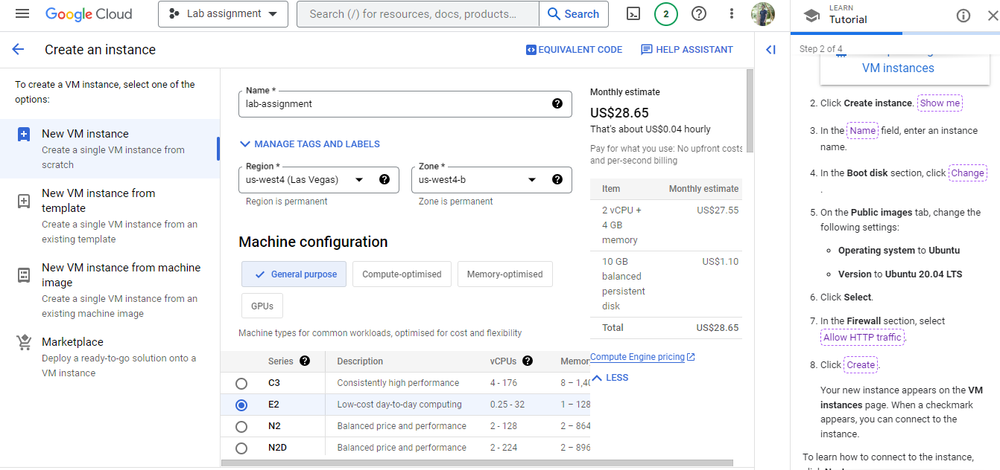 Google Cloud
Lab assignment
Search (/) for resources, docs, products…
Search
2
LEARN
Tutorial
Create an instance
EQUIVALENT CODE
HELP ASSISTANT
Step 2 of 4
To create a VM instance, select one of the
options:
New VM instance
Create a single VM instance from
scratch
New VM instance from
template
Create a single VM instance from an
existing template
New VM instance from machine
image
Create a single VM instance from an
existing machine image
Marketplace
Deploy a ready-to-go solution onto a
VM instance
Name *
lab-assignment
MANAGE TAGS AND LABELS
Region *
us-west4 (Las Vegas)
Region is permanent
Zone *
us-west4-b
Zone is permanent
Machine configuration
General purpose
Compute-optimised
Memory-optimised
GPUs
Machine types for common workloads, optimised for cost and flexibility
Series Description vCPUs Memor
C3 Consistently high performance 4 - 176 8 – 1,40
E2 Low-cost day-to-day computing 0.25 - 32 1 – 128
N2 Balanced price and performance 2 - 128 2 – 864
N2D Balanced price and performance 2 - 224 2 – 896
Monthly estimate
US$28.65
That's about US$0.04 hourly
Pay for what you use: No upfront costs
and per-second billing
Item Monthly estimate
2 vCPU + US$27.55
4 GB
memory
10 GB US$1.10
balanced
persistent
disk
Total US$28.65
Compute Engine pricing
LESS
VM instances
2. Click Create instance. Show me
3. In the Name field, enter an instance
name.
4. In the Boot disk section, click Change
.
5. On the Public images tab, change the
following settings:
Operating system to Ubuntu
Version to Ubuntu 20.04 LTS
6. Click Select.
7. In the Firewall section, select
Allow HTTP traffic.
8. Click Create.
Your new instance appears on the VM
instances page. When a checkmark
appears, you can connect to the
instance.
To learn how to connect to the instance,